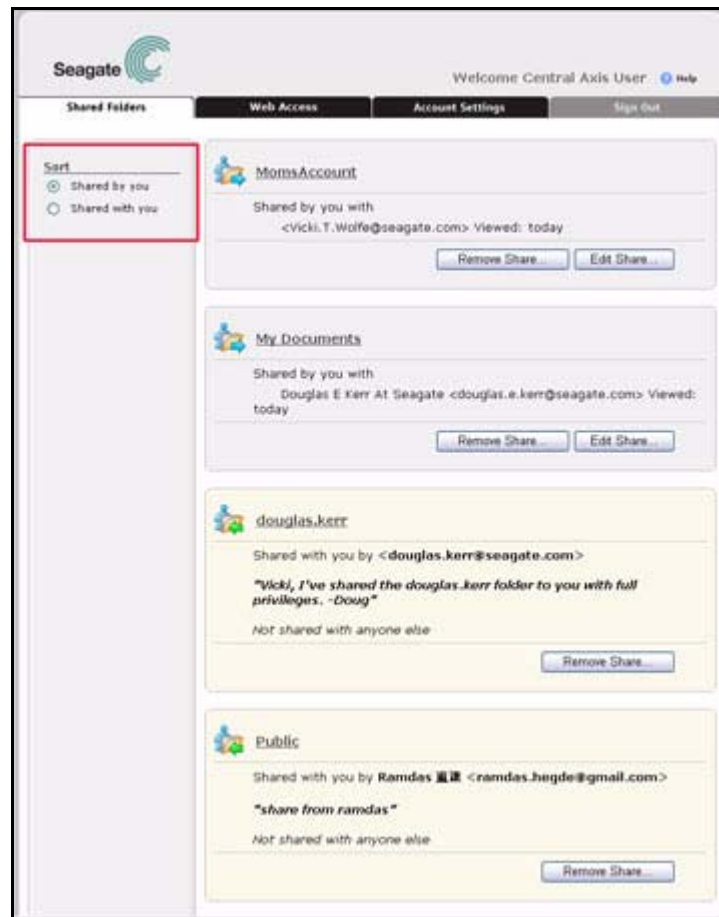 Seagate
Welcome Central Axis User Help
Shared Folders Web Access Account Settings Sign Out
Sort
Shared by you
Shared with you
MomsAccount
Shared by you with
<Vicki.T.Wolfe@seagate.com> Viewed: today
Remove Share... Edit Share...
My Documents
Shared by you with
Douglas E Kerr At Seagate <douglas.e.kerr@seagate.com> Viewed:
today
Remove Share... Edit Share...
douglas.kerr
Shared with you by <douglas.kerr@seagate.com>
"Vicki, I've shared the douglas.kerr folder to you with full
privileges. -Doug"
Not shared with anyone else
Remove Share...
Public
Shared with you by Ramdas <ramdas.hegde@gmail.com>
"share from ramdas"
Not shared with anyone else
Remove Share...